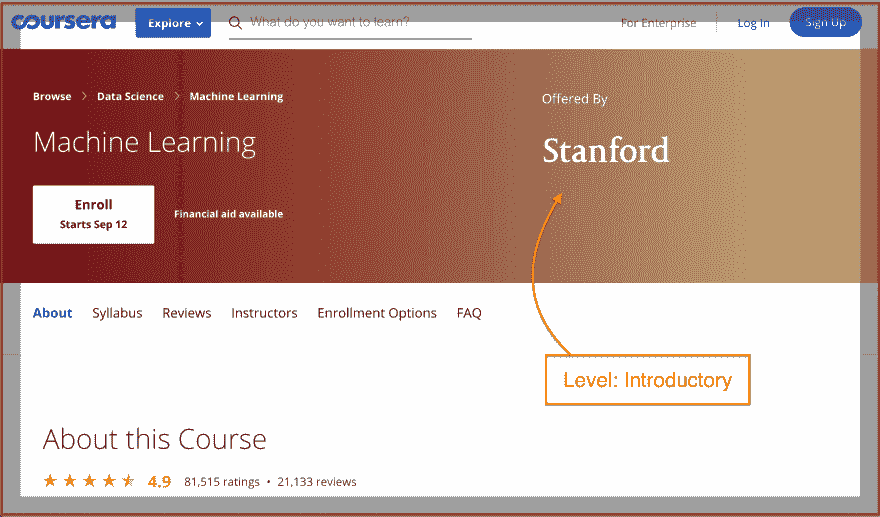 coursera Explore What do you want to learn? For Enterprise Log In Sign Up
Browse > Data Science > Machine Learning
Offered By
Machine Learning
Stanford
Enroll
Starts Sep 12
Financial aid available
About Syllabus Reviews Instructors Enrollment Options FAQ
Level: Introductory
About this Course
4.9 81,515 ratings • 21,133 reviews